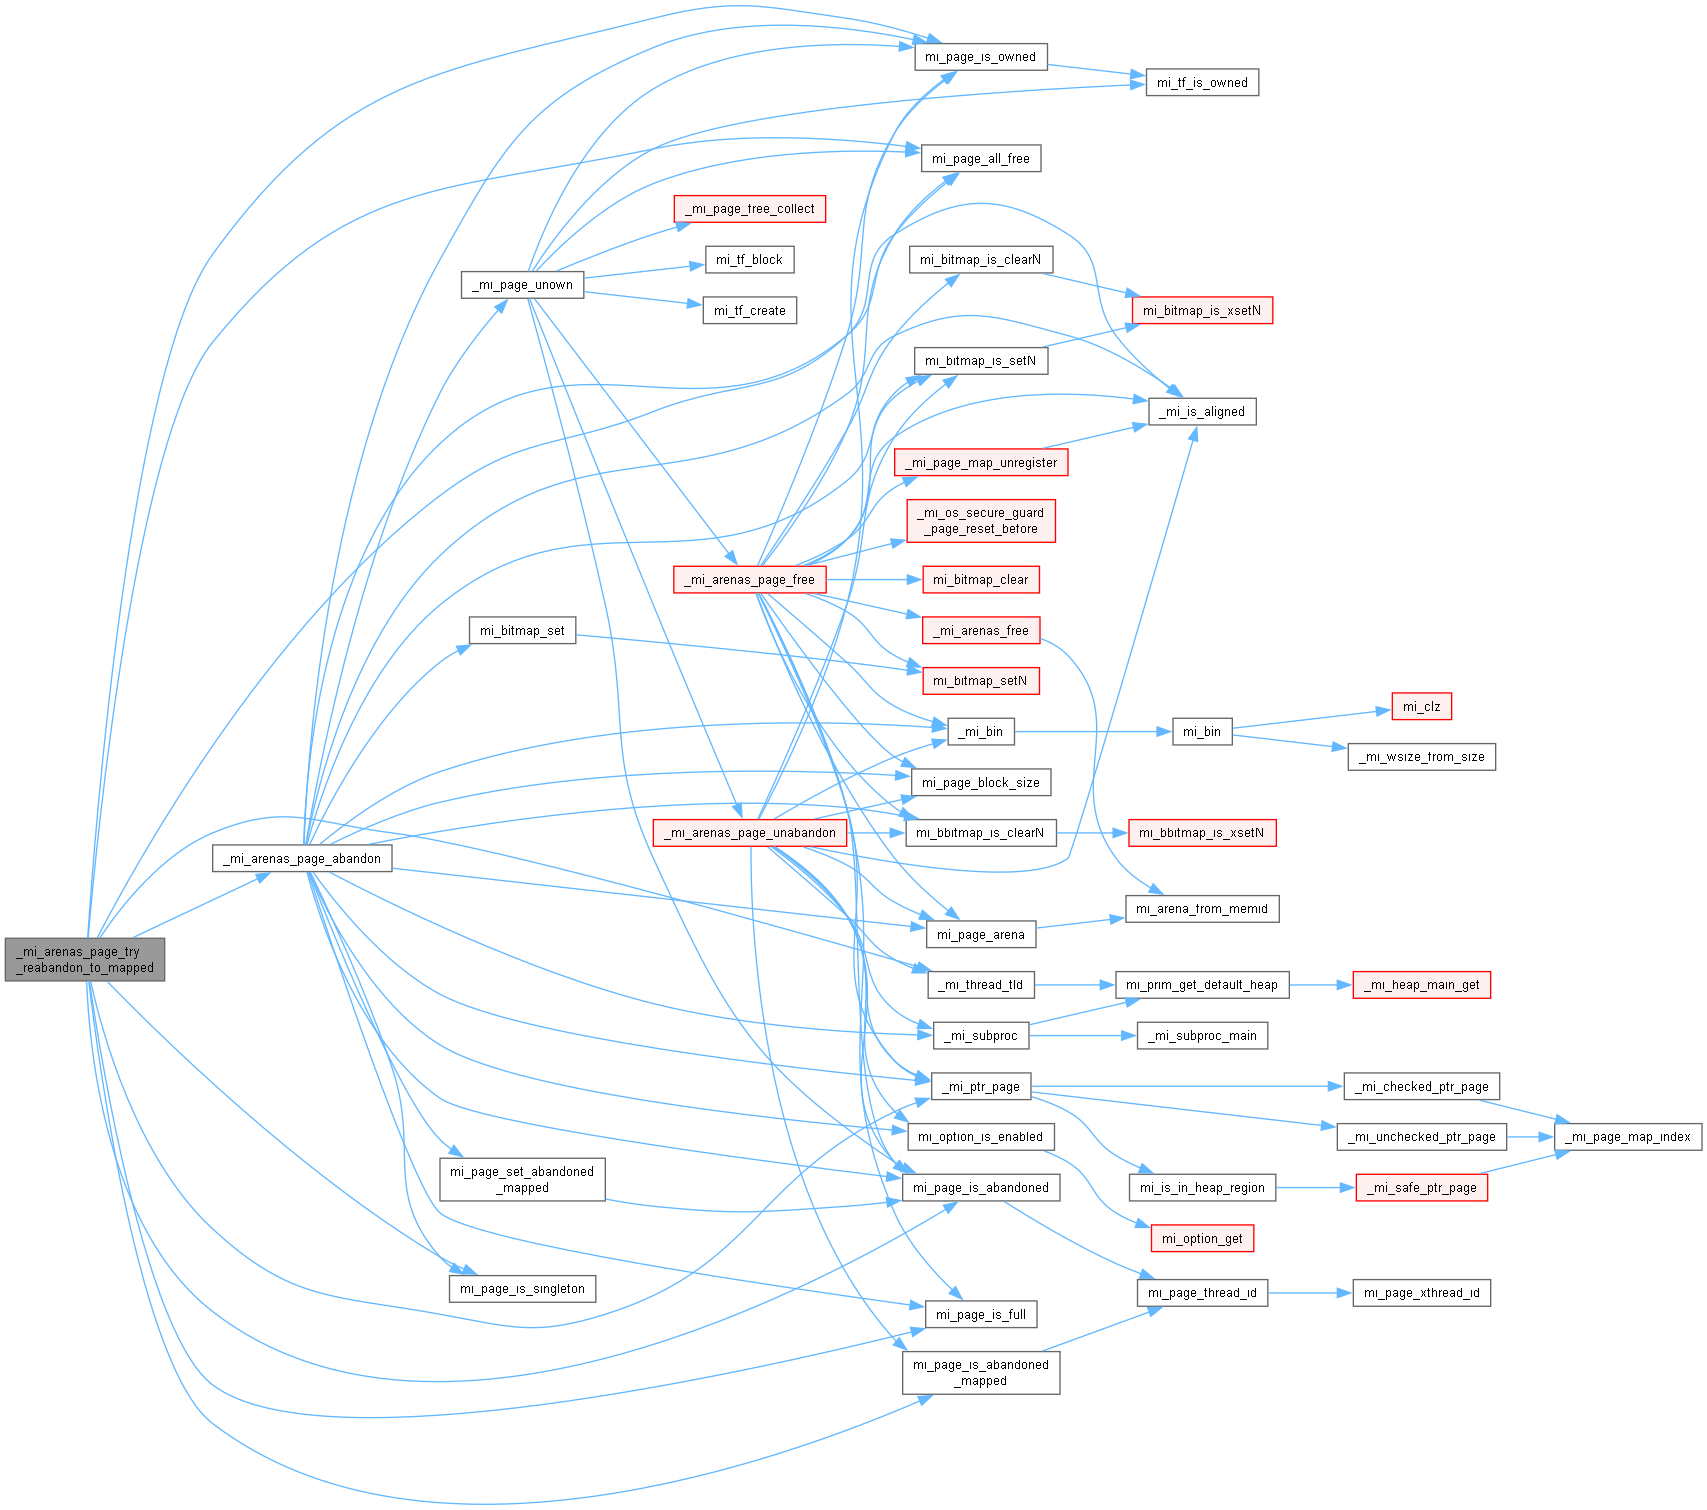 mi_page_is_owned
mi_tf_is_owned
mi_page_all_free
_mi_page_free_collect
mi_tf_block
mi_bitmap_is_clearN
_mi_page_unown
mi_tf_create
mi_bitmap_is_xsetN
mi_bitmap_is_setN
_mi_is_aligned
_mi_page_map_unregister
_mi_os_secure_guard
_page_reset_before
_mi_arenas_page_free
mi_bitmap_clear
mi_bitmap_set
_mi_arenas_free
mi_bitmap_setN
mi_clz
_mi_bin
mi_bin
_mi_wsize_from_size
mi_page_block_size
_mi_arenas_page_unabandon
mi_bbitmap_is_clearN
mi_bbitmap_is_xsetN
_mi_arenas_page_abandon
mi_arena_from_memid
mi_page_arena
_mi_arenas_page_try
_reabandon_to_mapped
_mi_thread_tld
mi_prim_get_default_heap
_mi_heap_main_get
_mi_subproc
_mi_subproc_main
_mi_ptr_page
_mi_checked_ptr_page
mi_option_is_enabled
_mi_unchecked_ptr_page
_mi_page_map_index
mi_page_set_abandoned
_mapped
mi_page_is_abandoned
mi_is_in_heap_region
_mi_safe_ptr_page
mi_option_get
mi_page_is_singleton
mi_page_thread_id
mi_page_xthread_id
mi_page_is_full
mi_page_is_abandoned
_mapped